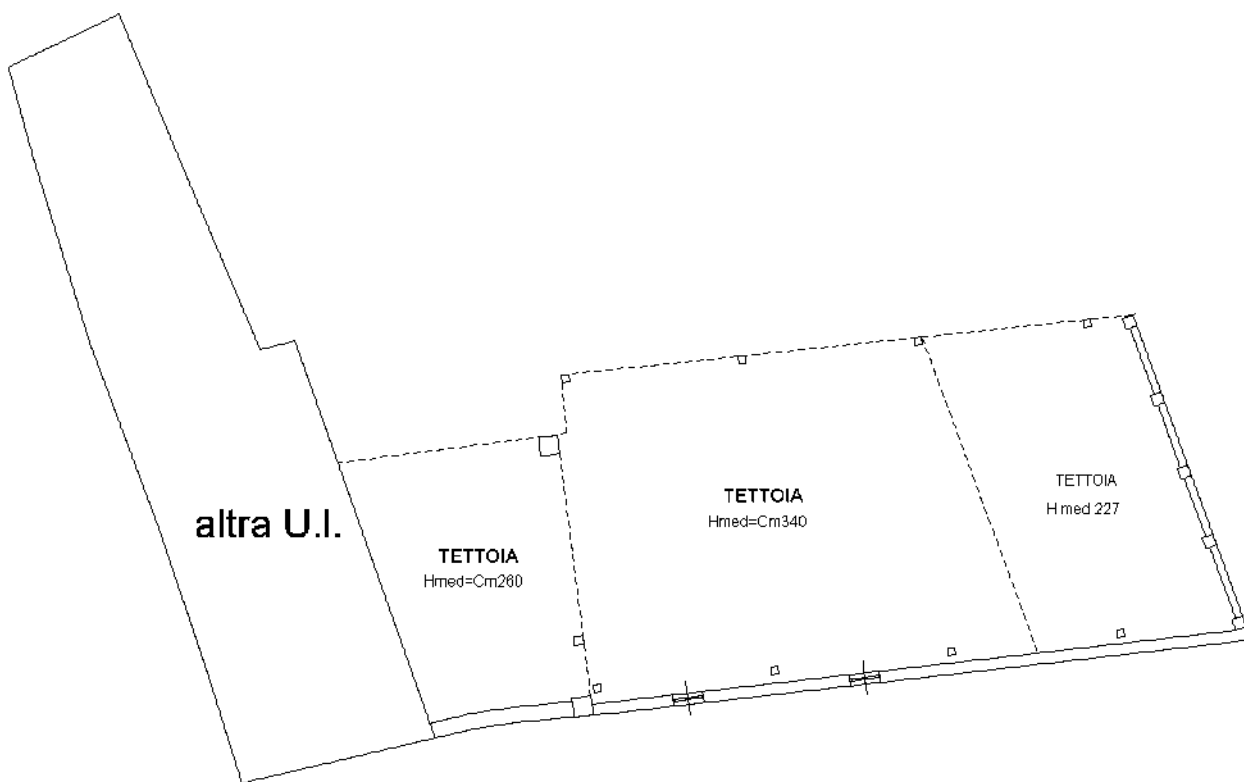 altra U.I.
TETTOIA
Hmed=Cm260
TETTOIA
Hmed=Cm340
TETTOIA
H med 227